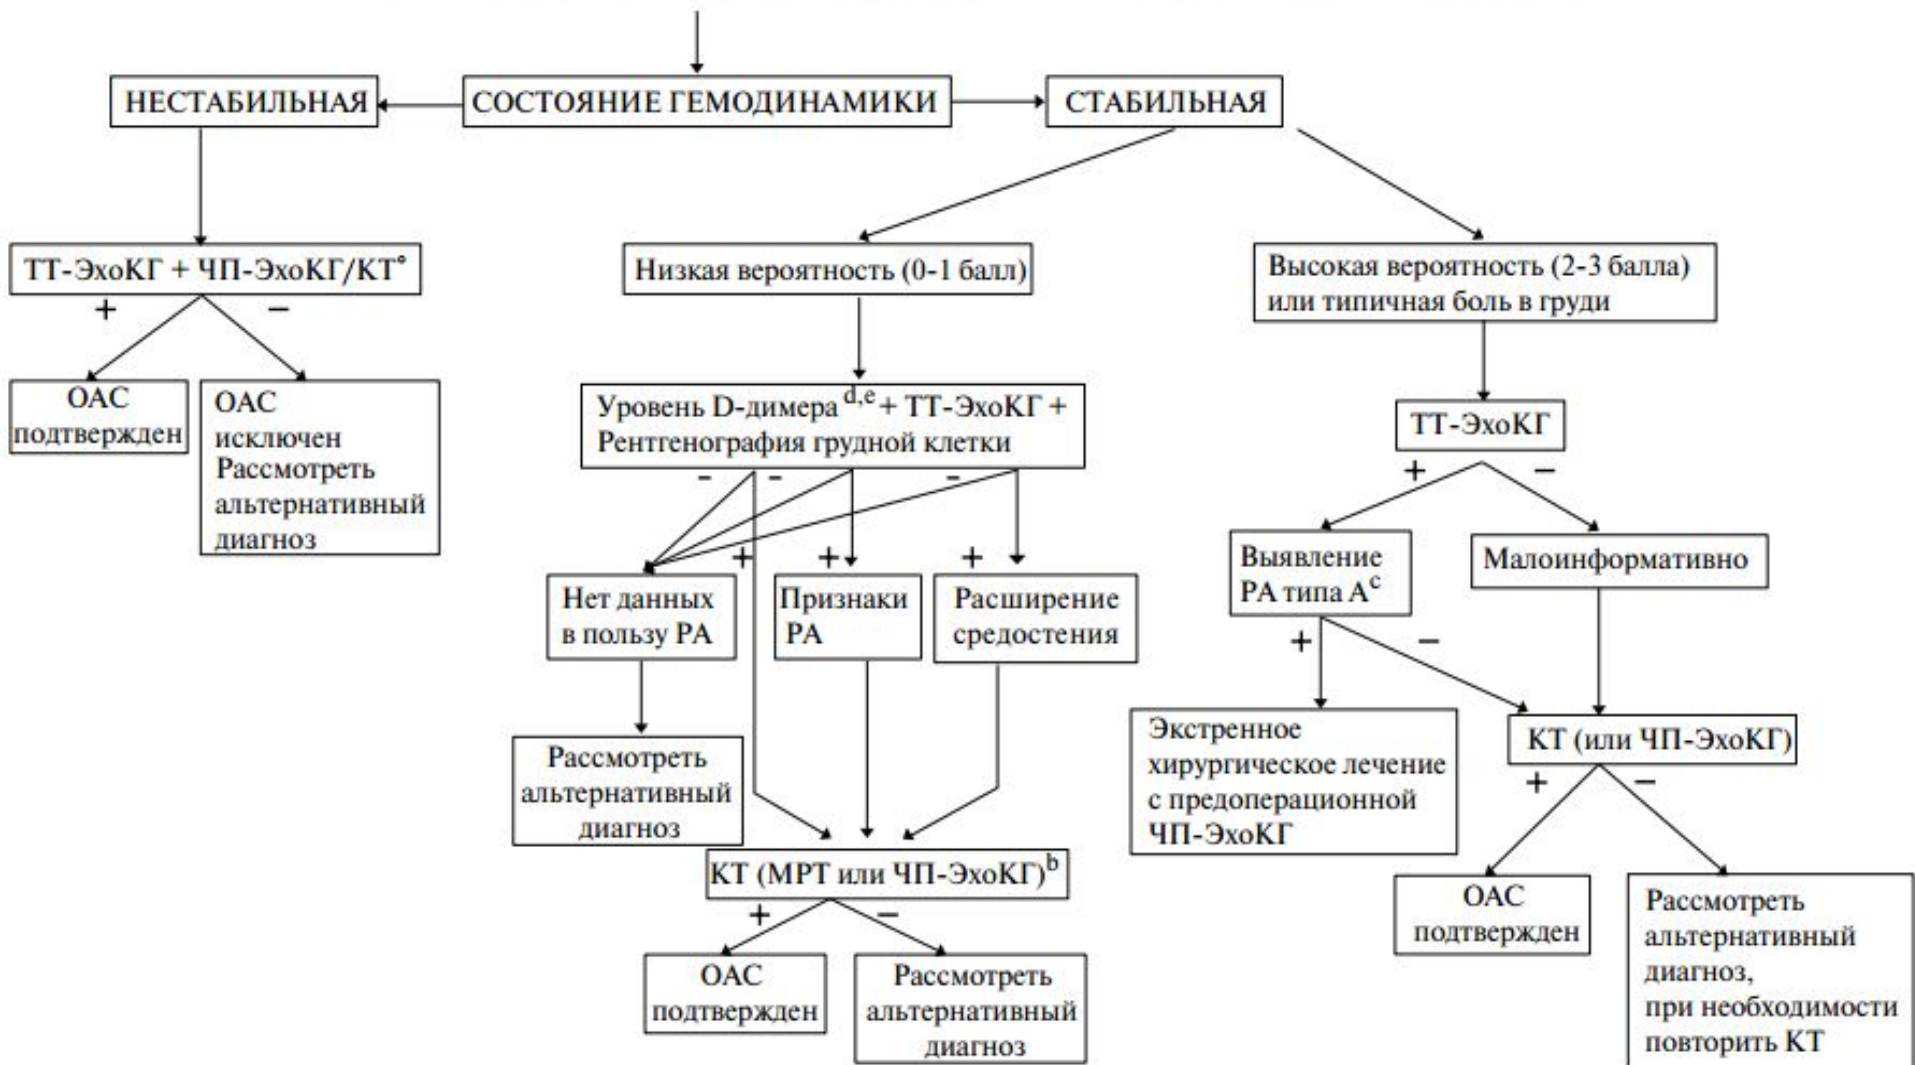 НЕСТАБИЛЬНАЯ
СОСТОЯНИЕ ГЕМОДИНАМИКИ
СТАБИЛЬНАЯ
ТТ-ЭхоКГ + ЧП-ЭхоКГ/КТ°
+
−
ОАС
подтвержден
ОАС
исключен
Рассмотреть
альтернативный
диагноз
Низкая вероятность (0-1 балл)
Уровень D-димера d,e + ТТ-ЭхоКГ +
Рентгенография грудной клетки
-
-
-
+
+
+
Нет данных
в пользу РА
Признаки
РА
Расширение
средостения
Рассмотреть
альтернативный
диагноз
КТ (МРТ или ЧП-ЭхоКГ)b
+
−
ОАС
подтвержден
Рассмотреть
альтернативный
диагноз
Высокая вероятность (2-3 балла)
или типичная боль в груди
ТТ-ЭхоКГ
+
−
Выявление
РА типа Аc
Малоинформативно
+
−
Экстренное
хирургическое лечение
с предоперационной
ЧП-ЭхоКГ
КТ (или ЧП-ЭхоКГ)
+
−
ОАС
подтвержден
Рассмотреть
альтернативный
диагноз,
при необходимости
повторить КТ